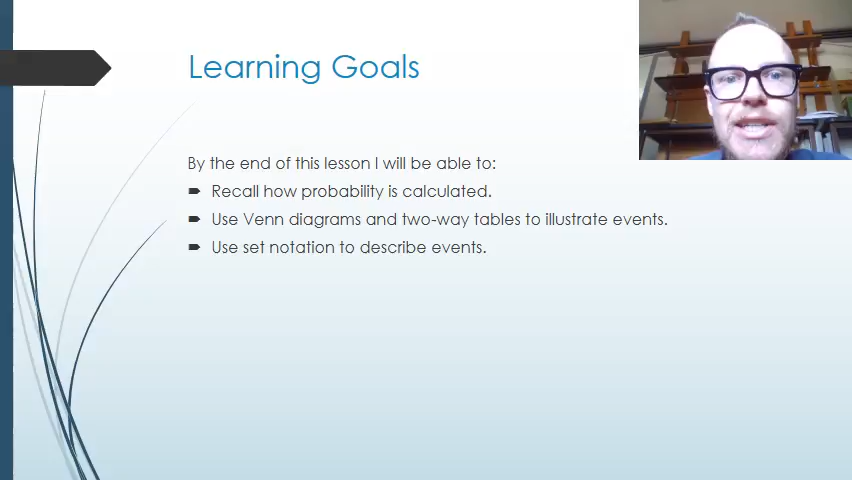 Learning Goals
By the end of this lesson I will be able to:
Recall how probability is calculated.
Use Venn diagrams and two-way tables to illustrate events.
Use set notation to describe events.